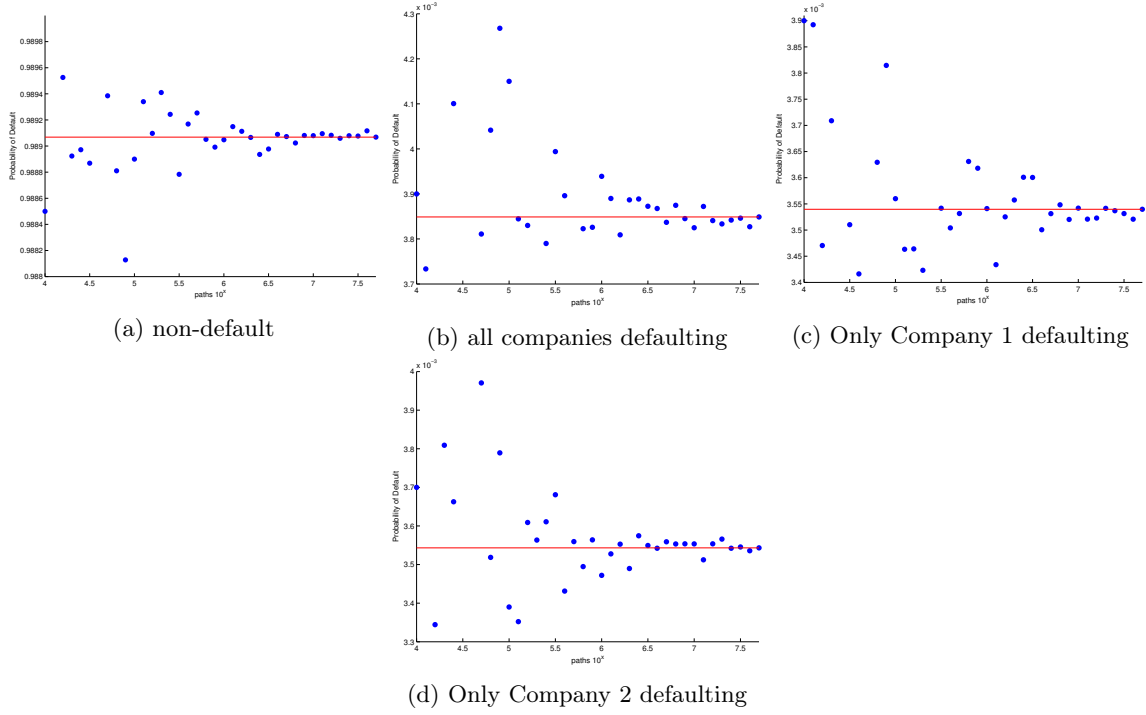 0.9898
0.9896
0.9894
0.9892
0.989
0.9888
0.9886
0.9884
0.9882
0.988
Probability of Default
4 4.5 5 5.5 6 6.5 7 7.5
paths 10^x
(a) non-default
x 10^-3
4.3
4.2
4.1
4
3.9
3.8
3.7
Probability of Default
4 4.5 5 5.5 6 6.5 7 7.5
paths 10^x
(b) all companies defaulting
x 10^-3
3.9
3.85
3.8
3.75
3.7
3.65
3.6
3.55
3.5
3.45
3.4
Probability of Default
4 4.5 5 5.5 6 6.5 7 7.5
paths 10^x
(c) Only Company 1 defaulting
x 10^-3
4
3.9
3.8
3.7
3.6
3.5
3.4
3.3
Probability of Default
4 4.5 5 5.5 6 6.5 7 7.5
paths 10^x
(d) Only Company 2 defaulting